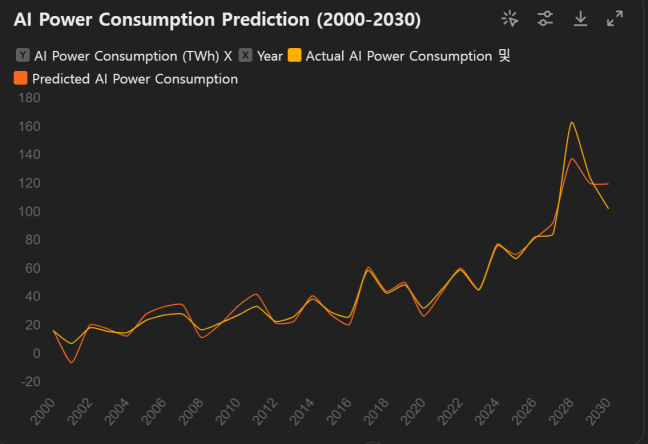 AI Power Consumption Prediction (2000-2030)
Y AI Power Consumption (TWh) X X Year Actual AI Power Consumption 및
Predicted AI Power Consumption
180
160
140
120
100
80
60
40
20
0
-20
2000 2002 2004 2006 2008 2010 2012 2014 2016 2018 2020 2022 2024 2026 2028 2030